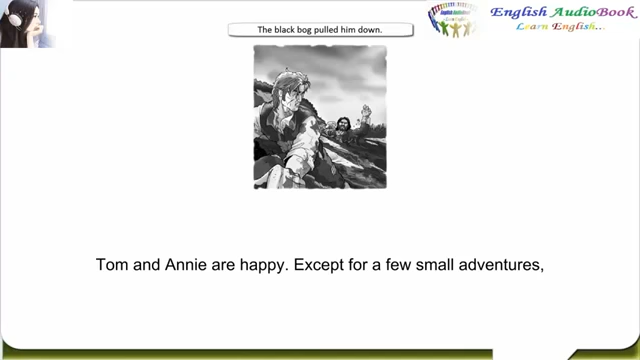 The black bog pulled him down.
English AudioBook
Learn English...
Tom and Annie are happy. Except for a few small adventures,